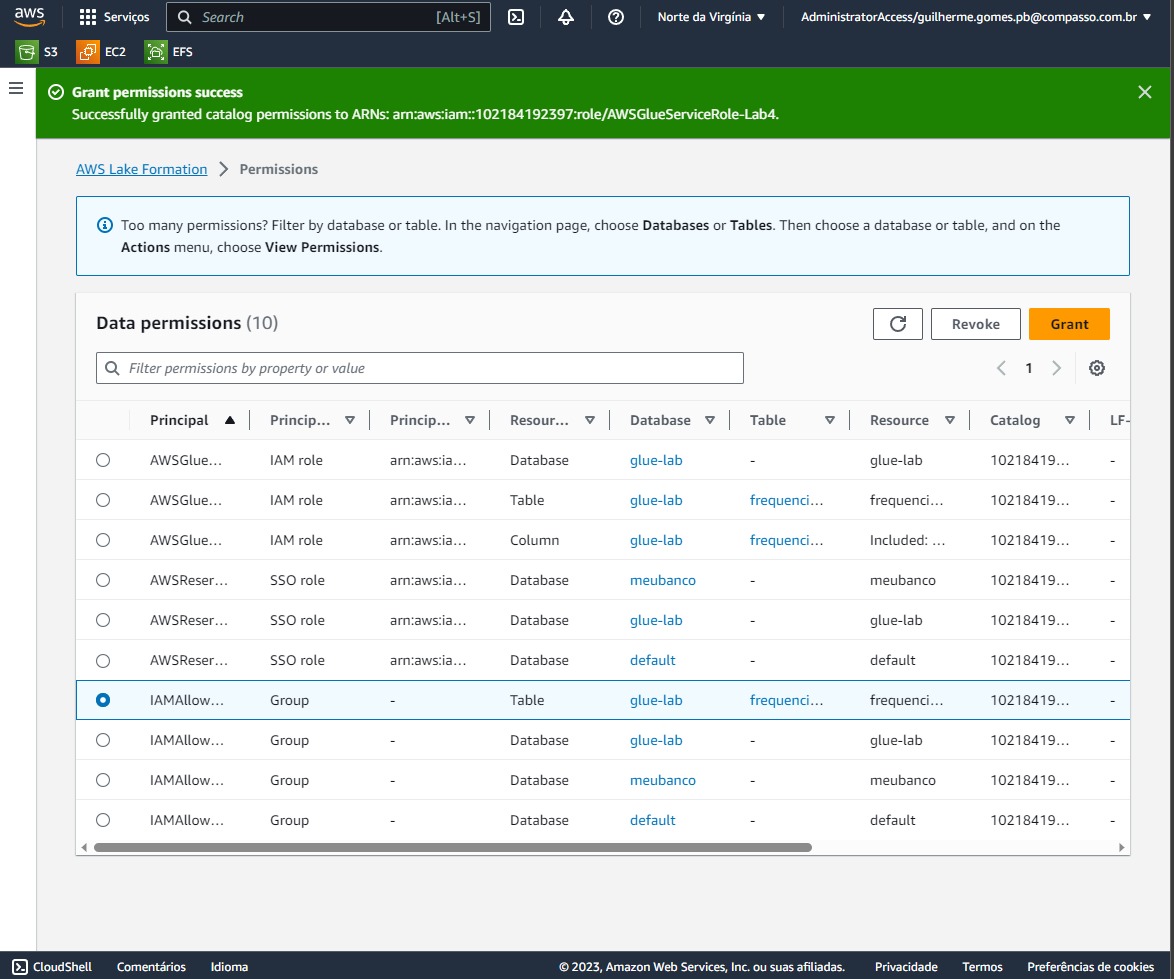 aws Serviços Search [Alt+S] Norte da Virgínia AdministratorAccess/guilherme.gomes.pb@compasso.com.br
S3 EC2 EFS
Grant permissions success
Successfully granted catalog permissions to ARNs: arn:aws:iam::102184192397:role/AWSGlueServiceRole-Lab4.
AWS Lake Formation > Permissions
Too many permissions? Filter by database or table. In the navigation page, choose Databases or Tables. Then choose a database or table, and on the
Actions menu, choose View Permissions.
Data permissions (10) Revoke Grant
Filter permissions by property or value 1
Principal Princip... Princip... Resour... Database Table Resource Catalog LF-
AWSGlue... IAM role arn:aws:ia... Database glue-lab - glue-lab 10218419... -
AWSGlue... IAM role arn:aws:ia... Table glue-lab frequenci... frequenci... 10218419... -
AWSGlue... IAM role arn:aws:ia... Column glue-lab frequenci... Included: ... 10218419... -
AWSReser... SSO role arn:aws:ia... Database meubanco - meubanco 10218419... -
AWSReser... SSO role arn:aws:ia... Database glue-lab - glue-lab 10218419... -
AWSReser... SSO role arn:aws:ia... Database default - default 10218419... -
IAMAllow... Group - Table glue-lab frequenci... frequenci... 10218419... -
IAMAllow... Group - Database glue-lab - glue-lab 10218419... -
IAMAllow... Group - Database meubanco - meubanco 10218419... -
IAMAllow... Group - Database default - default 10218419... -
CloudShell Comentários Idioma © 2023, Amazon Web Services, Inc. ou suas afiliadas. Privacidade Termos Preferências de cookies